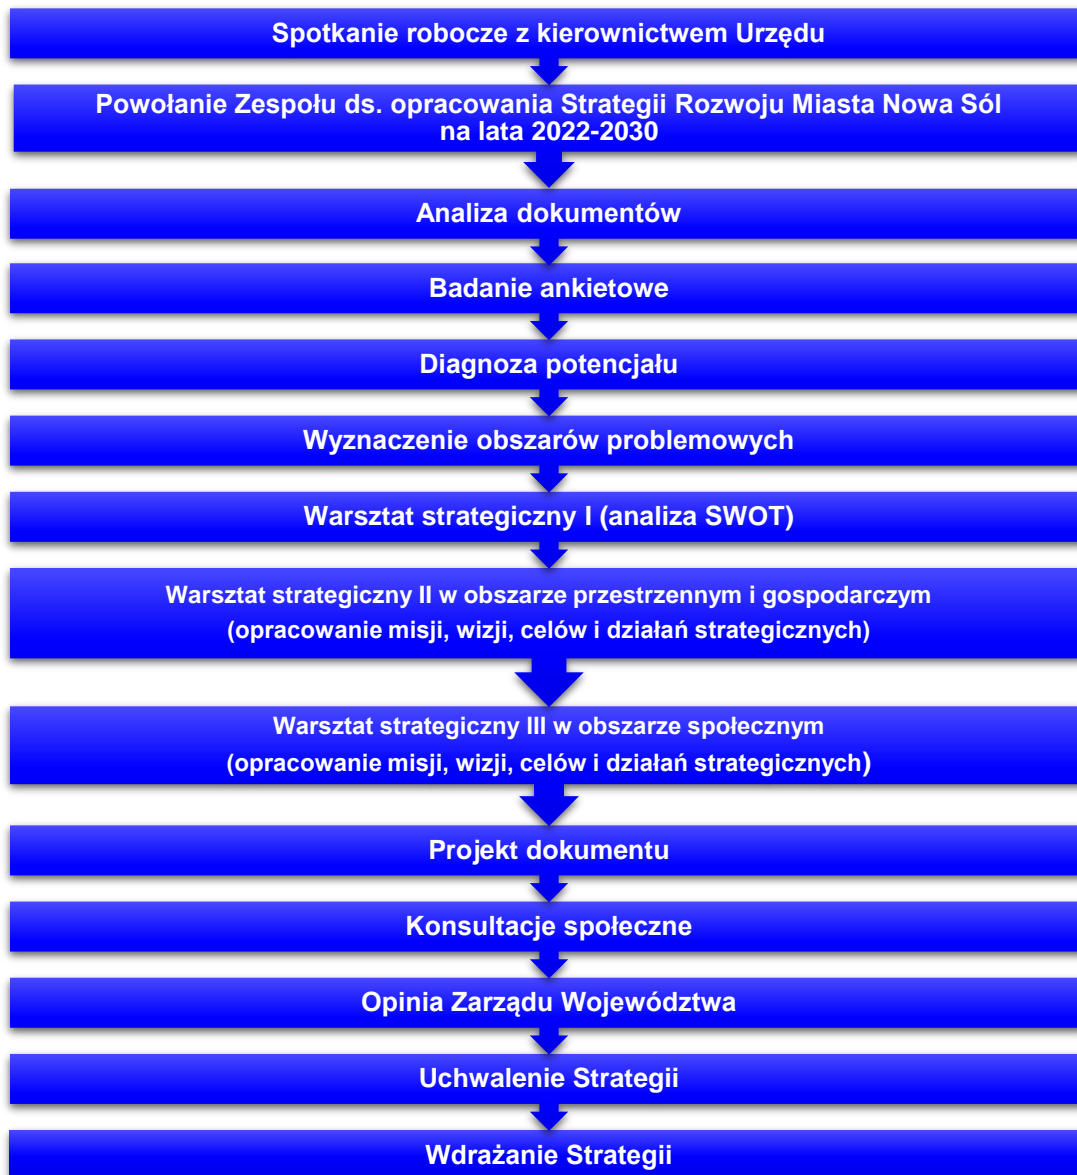 Spotkanie robocze z kierownictwem Urzędu
Powołanie Zespołu ds. opracowania Strategii Rozwoju Miasta Nowa Sól
na lata 2022-2030
Analiza dokumentów
Badanie ankietowe
Diagnoza potencjału
Wyznaczenie obszarów problemowych
Warsztat strategiczny I (analiza SWOT)
Warsztat strategiczny II w obszarze przestrzennym i gospodarczym
(opracowanie misji, wizji, celów i działań strategicznych)
Warsztat strategiczny III w obszarze społecznym
(opracowanie misji, wizji, celów i działań strategicznych)
Projekt dokumentu
Konsultacje społeczne
Opinia Zarządu Województwa
Uchwalenie Strategii
Wdrażanie Strategii